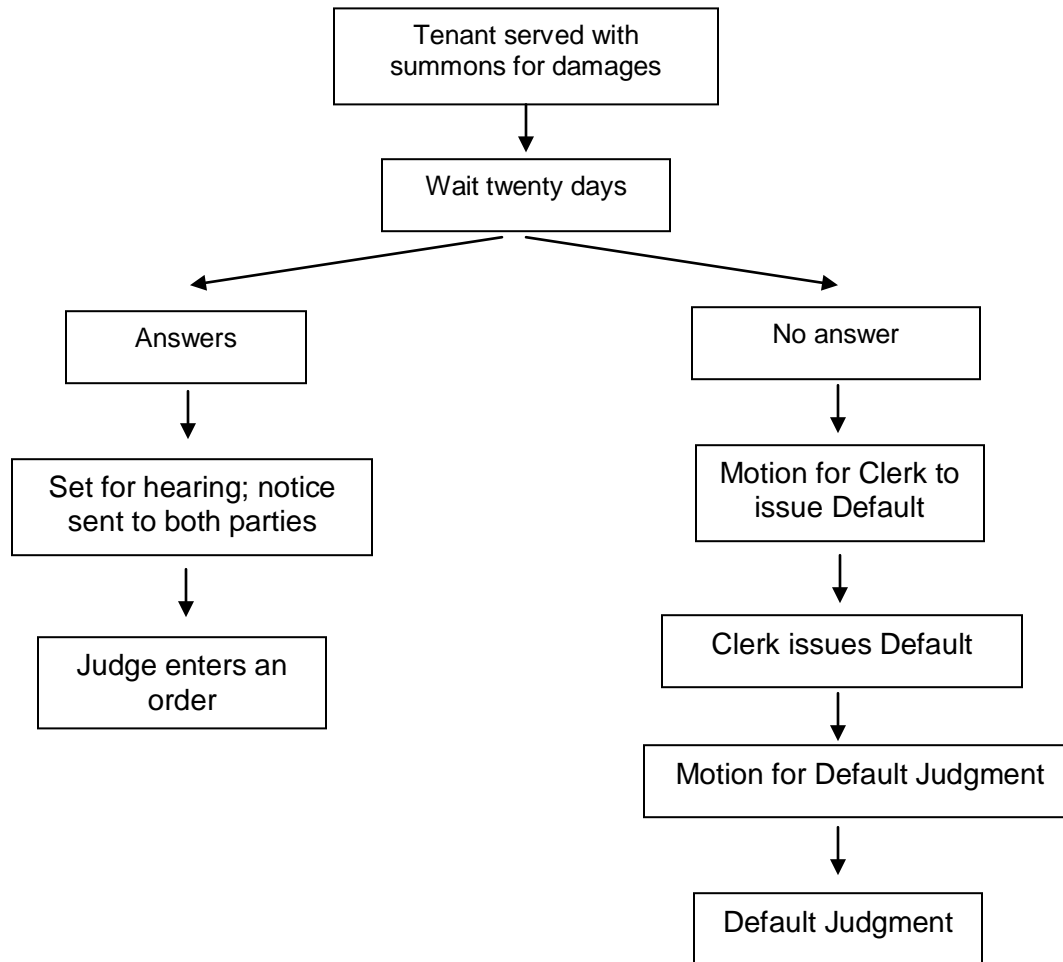 Tenant served with
summons for damages
Wait twenty days
Answers
No answer
Set for hearing; notice
sent to both parties
Motion for Clerk to
issue Default
Judge enters an
order
Clerk issues Default
Motion for Default Judgment
Default Judgment